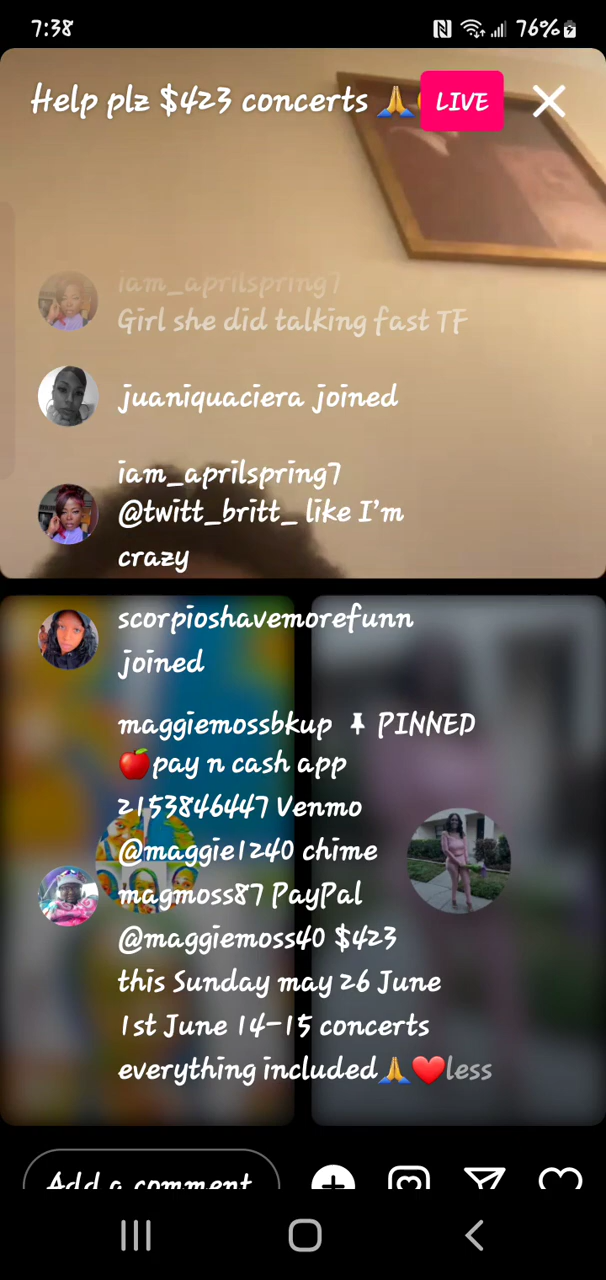 7:38 76%
Help plz $423 concerts 🙏 LIVE
iam_aprilspring7
Girl she did talking fast TF
juaniquaciera joined
iam_aprilspring7
@twitt_britt_ like I'm
crazy
scorpioshavemorefunn
joined
maggiemossbkup 📌 PINNED
🍎pay n cash app
2153846447 Venmo
@maggie1240 chime
magmoss87 PayPal
@maggiemoss40 $423
this Sunday may 26 June
1st June 14-15 concerts
everything included🙏❤️less
Add a comment